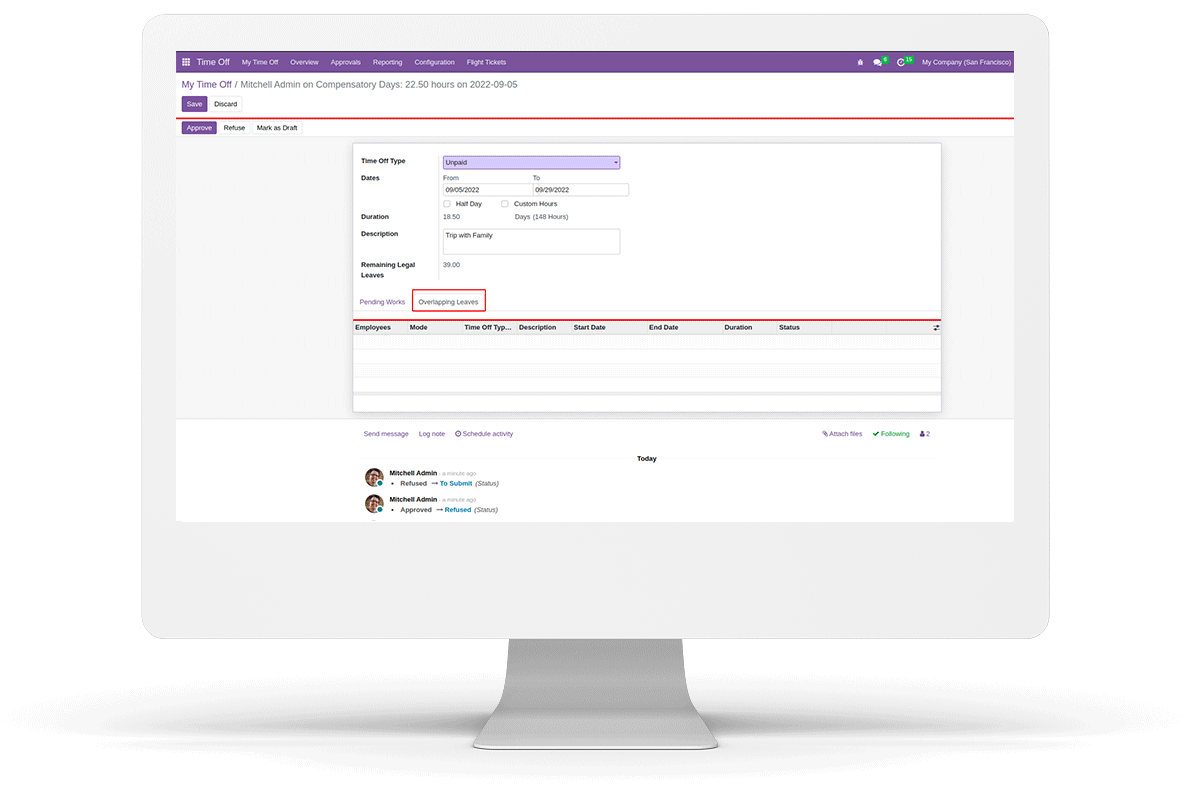 Time Off My Time Off Overview Approvals Reporting Configuration Flight Tickets 6 15 My Company (San Francisco)
My Time Off / Mitchell Admin on Compensatory Days: 22.50 hours on 2022-09-05
Save Discard
Approve Refuse Mark as Draft
Time Off Type Unpaid
Dates From To
09/05/2022 09/29/2022
Half Day Custom Hours
Duration 18.50 Days (148 Hours)
Description Trip with Family
Remaining Legal 39.00
Leaves
Pending Works Overlapping Leaves
Employees Mode Time Off Typ... Description Start Date End Date Duration Status
Send message Log note Schedule activity Attach files Following 2
Today
Mitchell Admin - a minute ago
• Refused → To Submit (Status)
Mitchell Admin - a minute ago
• Approved → Refused (Status)